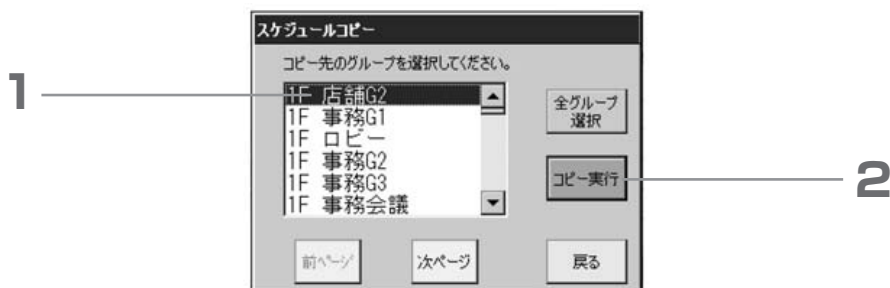 スケジュールコピー
コピー先のグループを選択してください。
1
1F 店舗G2
1F 事務G1
1F ロビー
1F 事務G2
1F 事務G3
1F 事務会議
全グループ
選択
コピー実行
2
前ページ
次ページ
戻る